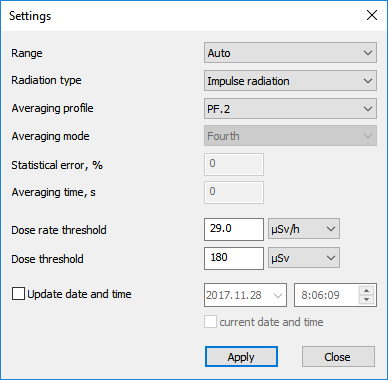 Settings
Range Auto
Radiation type Impulse radiation
Averaging profile PF.2
Averaging mode Fourth
Statistical error, % 0
Averaging time, s 0
Dose rate threshold 29.0 µSv/h
Dose threshold 180 µSv
Update date and time 2017.11.28 8:06:09
current date and time
Apply Close